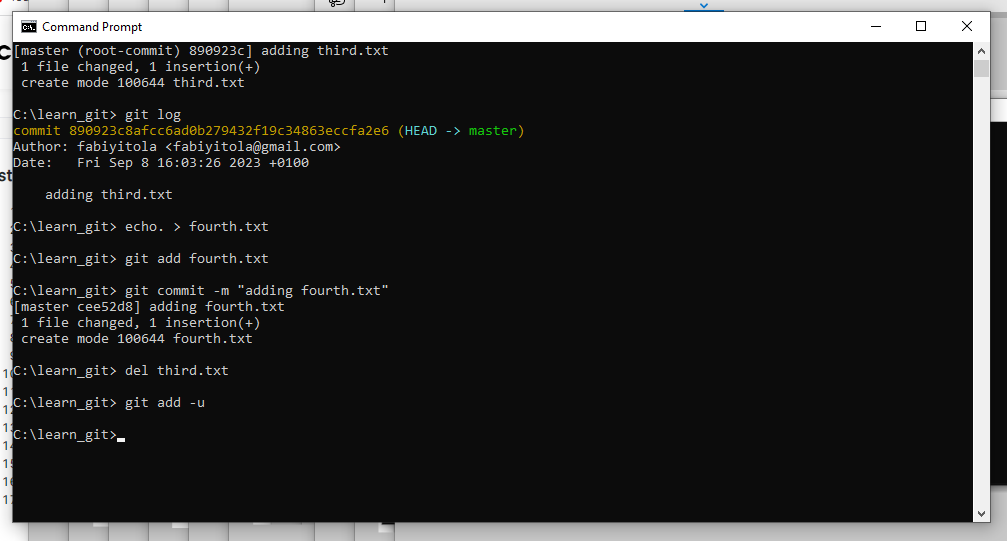 Command Prompt
[master (root-commit) 890923c] adding third.txt
 1 file changed, 1 insertion(+)
 create mode 100644 third.txt
C:\learn_git> git log
commit 890923c8afcc6ad0b279432f19c34863eccfa2e6 (HEAD -> master)
Author: fabiyitola <fabiyitola@gmail.com>
Date:   Fri Sep 8 16:03:26 2023 +0100
    adding third.txt
C:\learn_git> echo. > fourth.txt
C:\learn_git> git add fourth.txt
C:\learn_git> git commit -m "adding fourth.txt"
[master cee52d8] adding fourth.txt
 1 file changed, 1 insertion(+)
 create mode 100644 fourth.txt
C:\learn_git> del third.txt
C:\learn_git> git add -u
C:\learn_git>